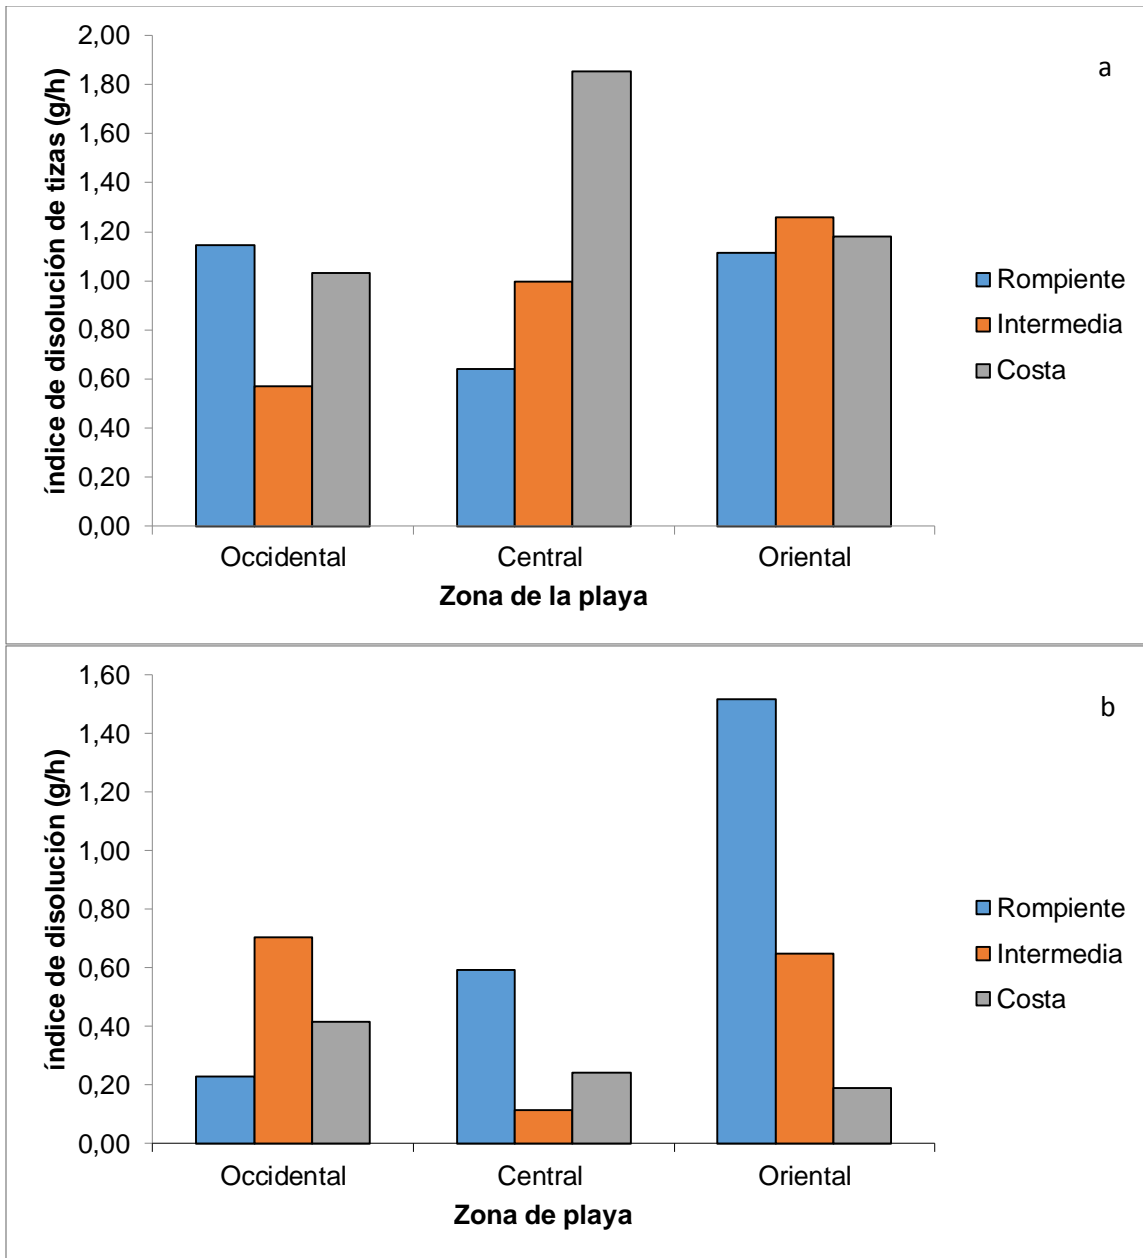 a
índice de disolución de tizas (g/h)
2,00
1,80
1,60
1,40
1,20
1,00
0,80
0,60
0,40
0,20
0,00
Occidental Central Oriental
Zona de la playa
Rompiente
Intermedia
Costa
b
índice de disolución (g/h)
1,60
1,40
1,20
1,00
0,80
0,60
0,40
0,20
0,00
Occidental Central Oriental
Zona de playa
Rompiente
Intermedia
Costa